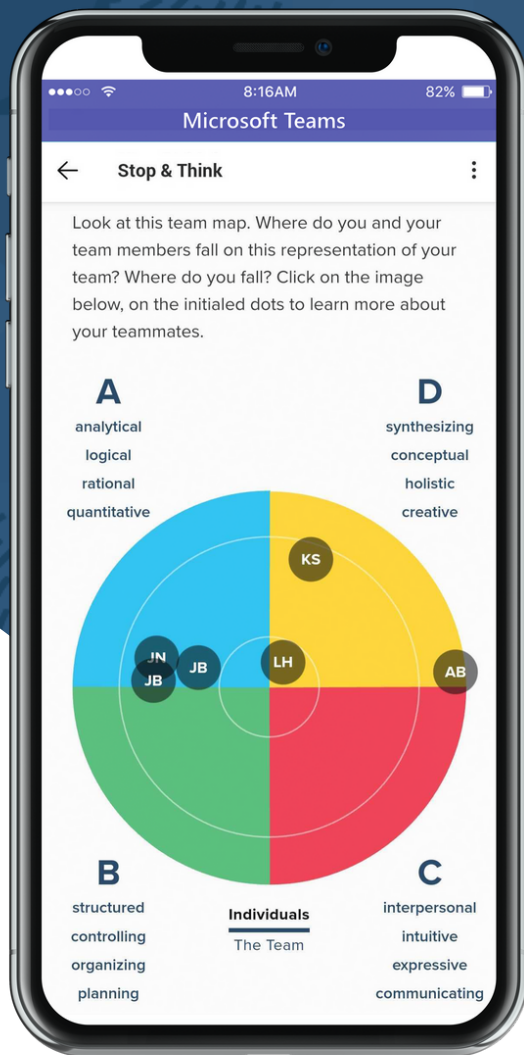 8:16AM
82%
Microsoft Teams
Stop & Think
Look at this team map. Where do you and your
team members fall on this representation of your
team? Where do you fall? Click on the image
below, on the initialed dots to learn more about
your teammates.
A
analytical
logical
rational
quantitative
D
synthesizing
conceptual
holistic
creative
KS
JN
JB
JB
LH
AB
B
structured
controlling
organizing
planning
Individuals
The Team
C
interpersonal
intuitive
expressive
communicating